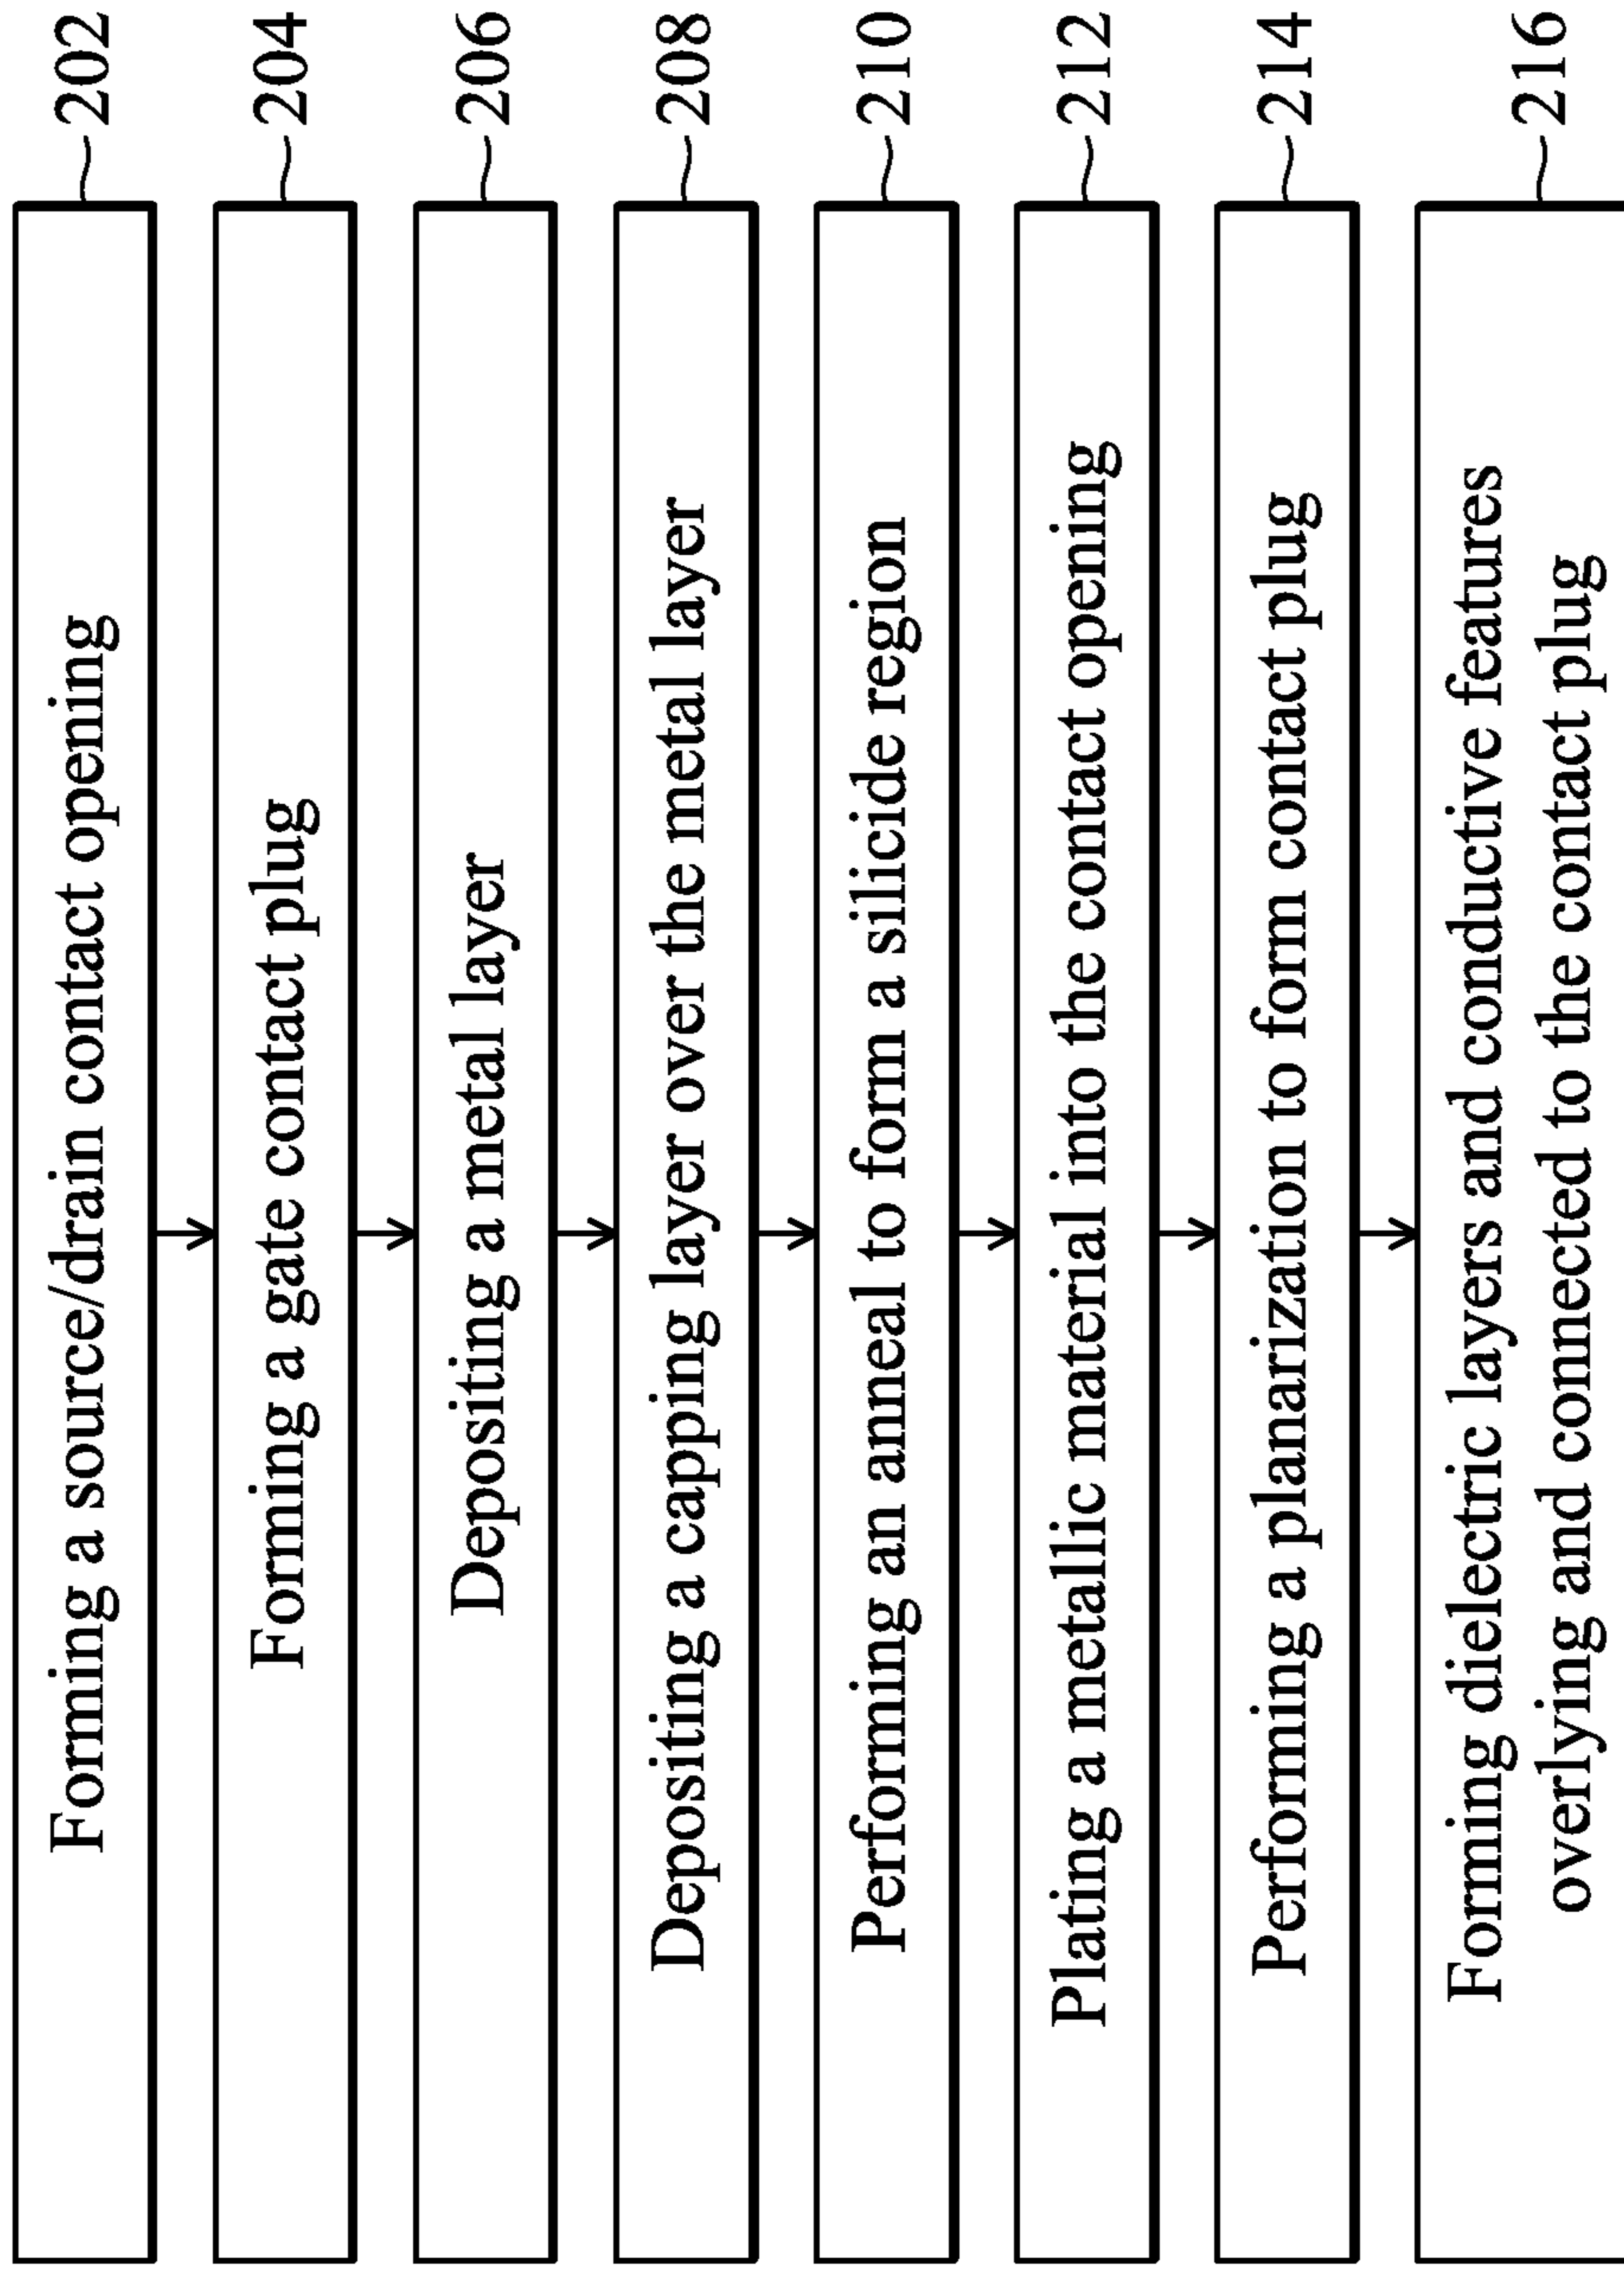 Forming a source/drain contact opening
202
Forming a gate contact plug
204
Depositing a metal layer
206
Depositing a capping layer over the metal layer
208
Performing an anneal to form a silicide region
210
Plating a metallic material into the contact opening
212
Performing a planarization to form contact plug
214
Forming dielectric layers and conductive features
overlying and connected to the contact plug
216